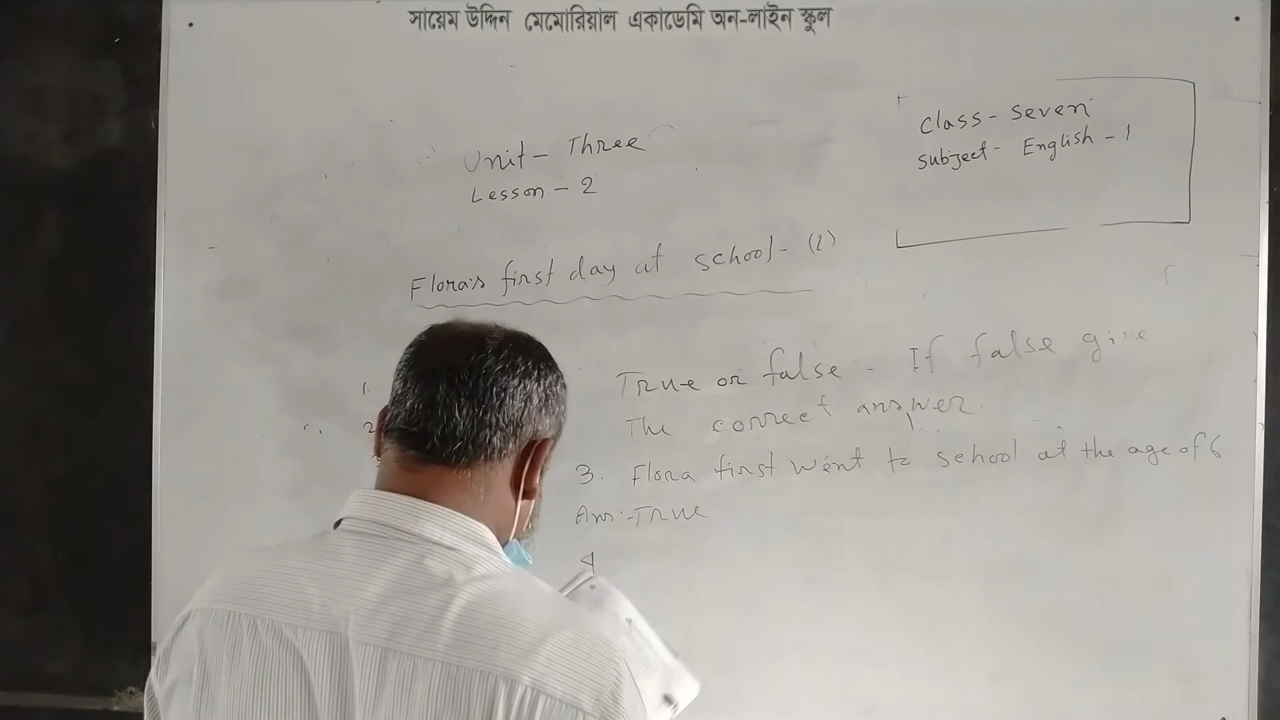 সায়েম উদ্দিন মেমোরিয়াল একাডেমি অন-লাইন স্কুল
Class- Seven
Subject- English - 1
Unit- Three
Lesson - 2
Flora's first day at school- (1)
1.
True or false - If false give
2
The correct answer.
3. Flora first went to school at the age of 6
Ans:-True
4